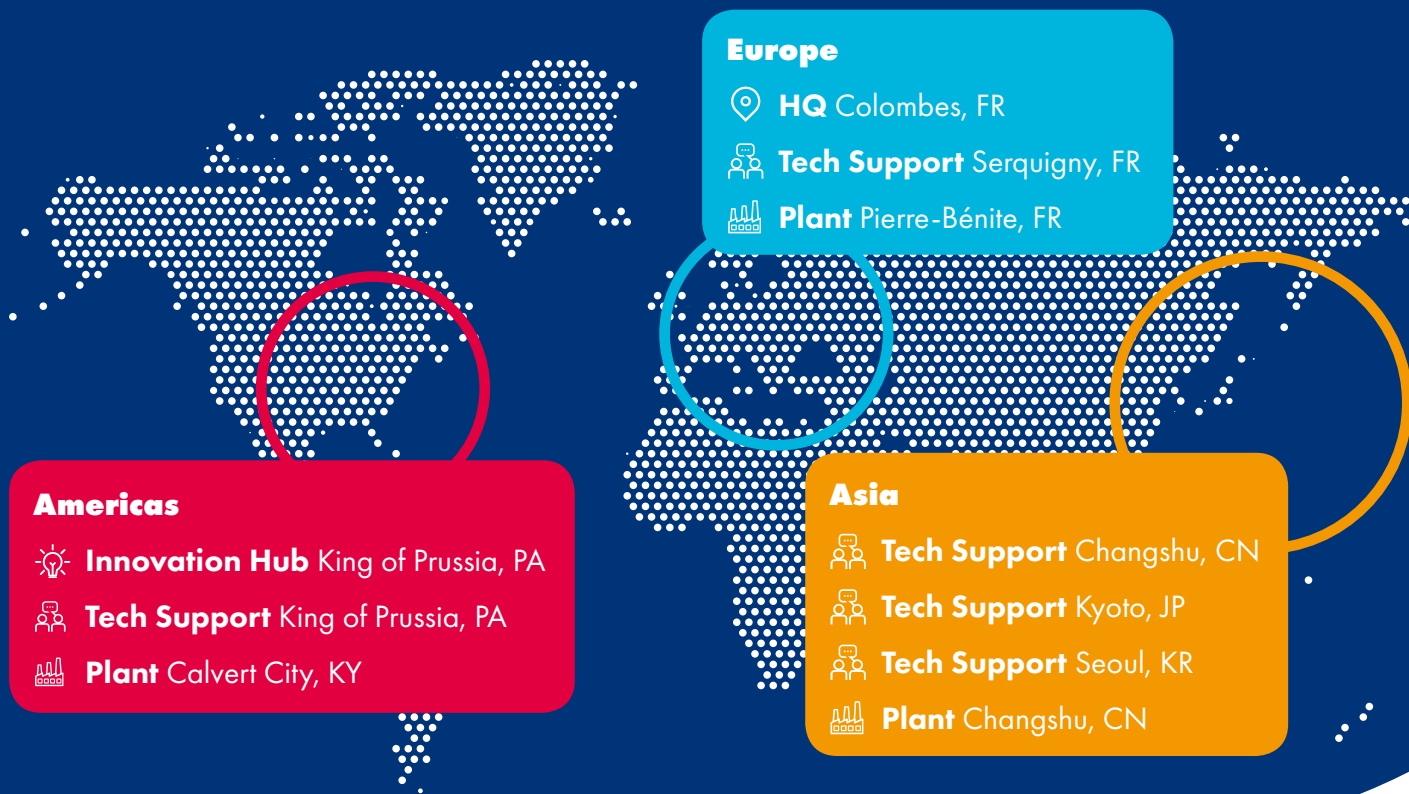 Europe
HQ Colombes, FR
Tech Support Serquigny, FR
Plant Pierre-Bénite, FR
Americas
Innovation Hub King of Prussia, PA
Tech Support King of Prussia, PA
Plant Calvert City, KY
Asia
Tech Support Changshu, CN
Tech Support Kyoto, JP
Tech Support Seoul, KR
Plant Changshu, CN